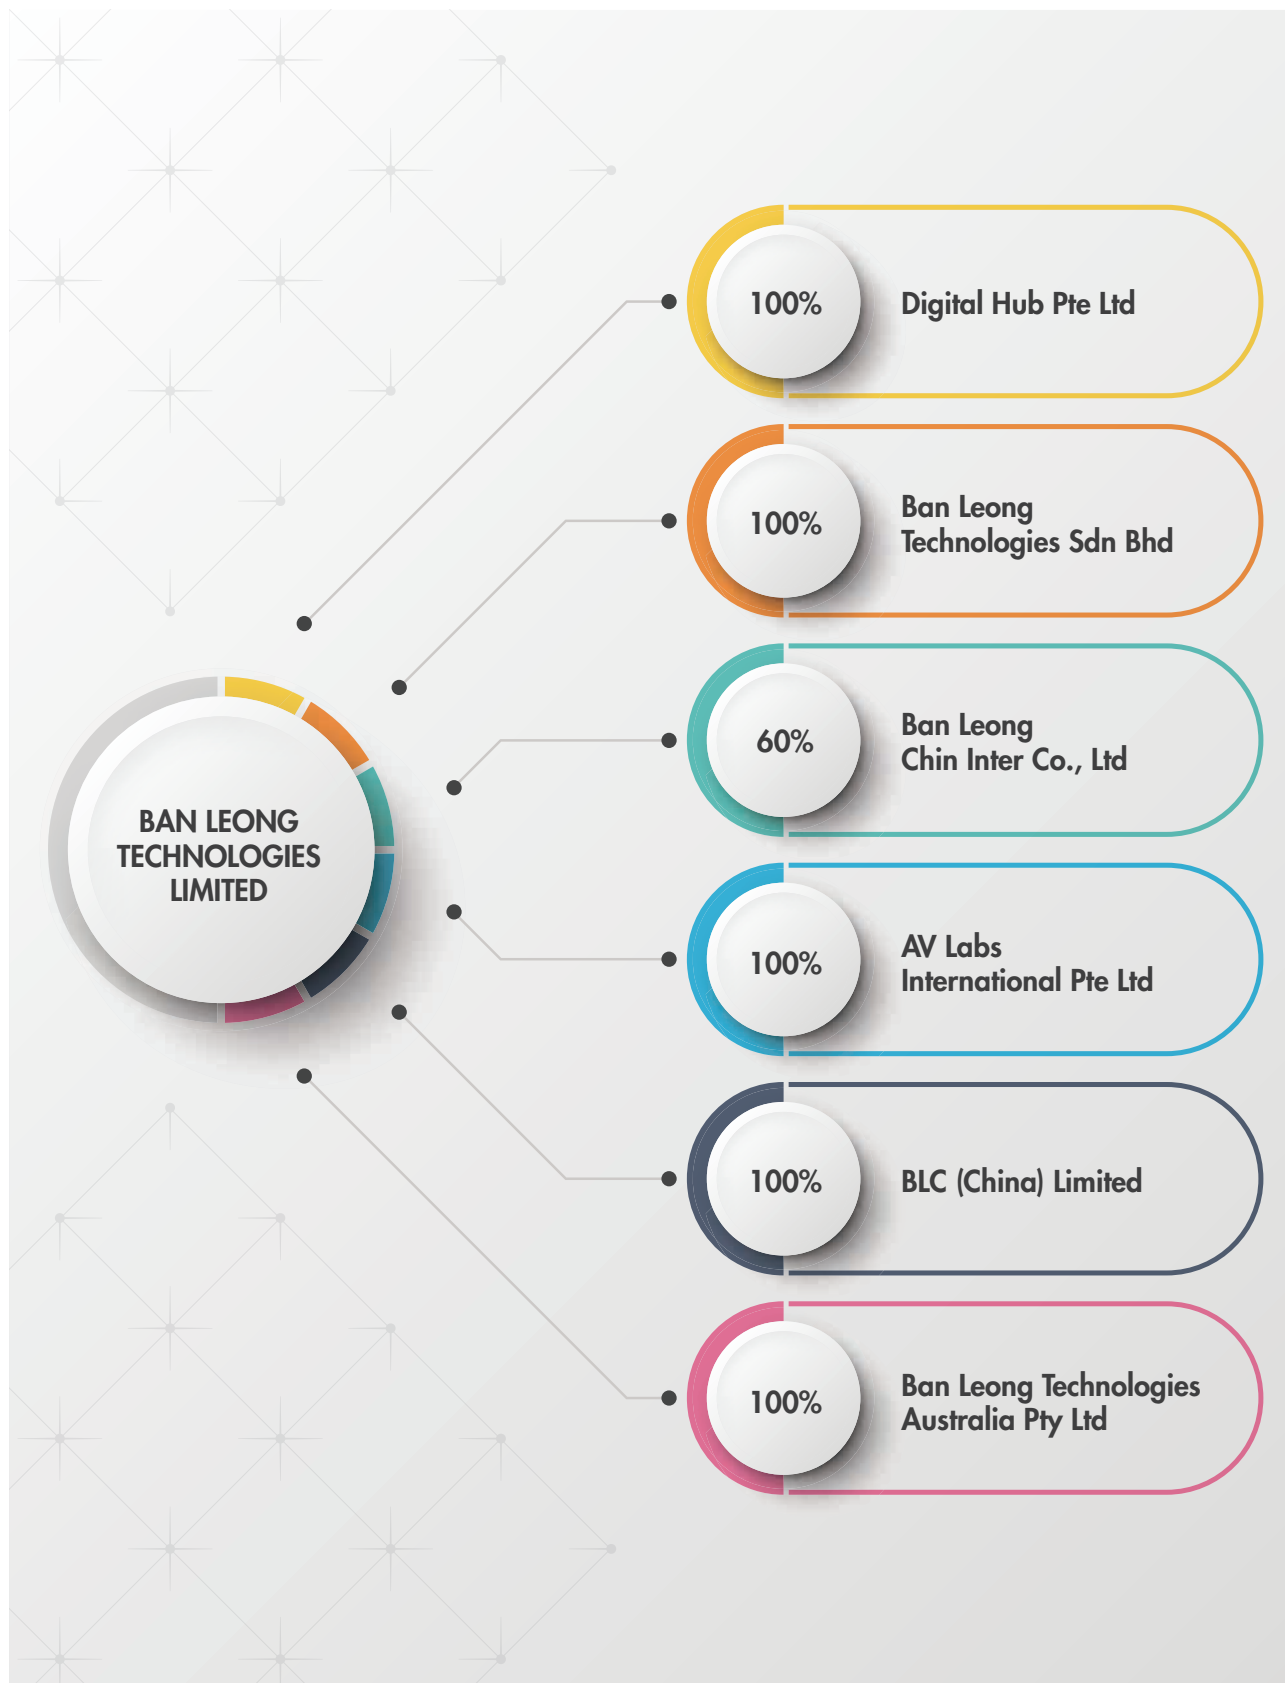 BAN LEONG
TECHNOLOGIES
LIMITED
100%
Digital Hub Pte Ltd
100%
Ban Leong
Technologies Sdn Bhd
60%
Ban Leong
Chin Inter Co., Ltd
100%
AV Labs
International Pte Ltd
100%
BLC (China) Limited
100%
Ban Leong Technologies
Australia Pty Ltd